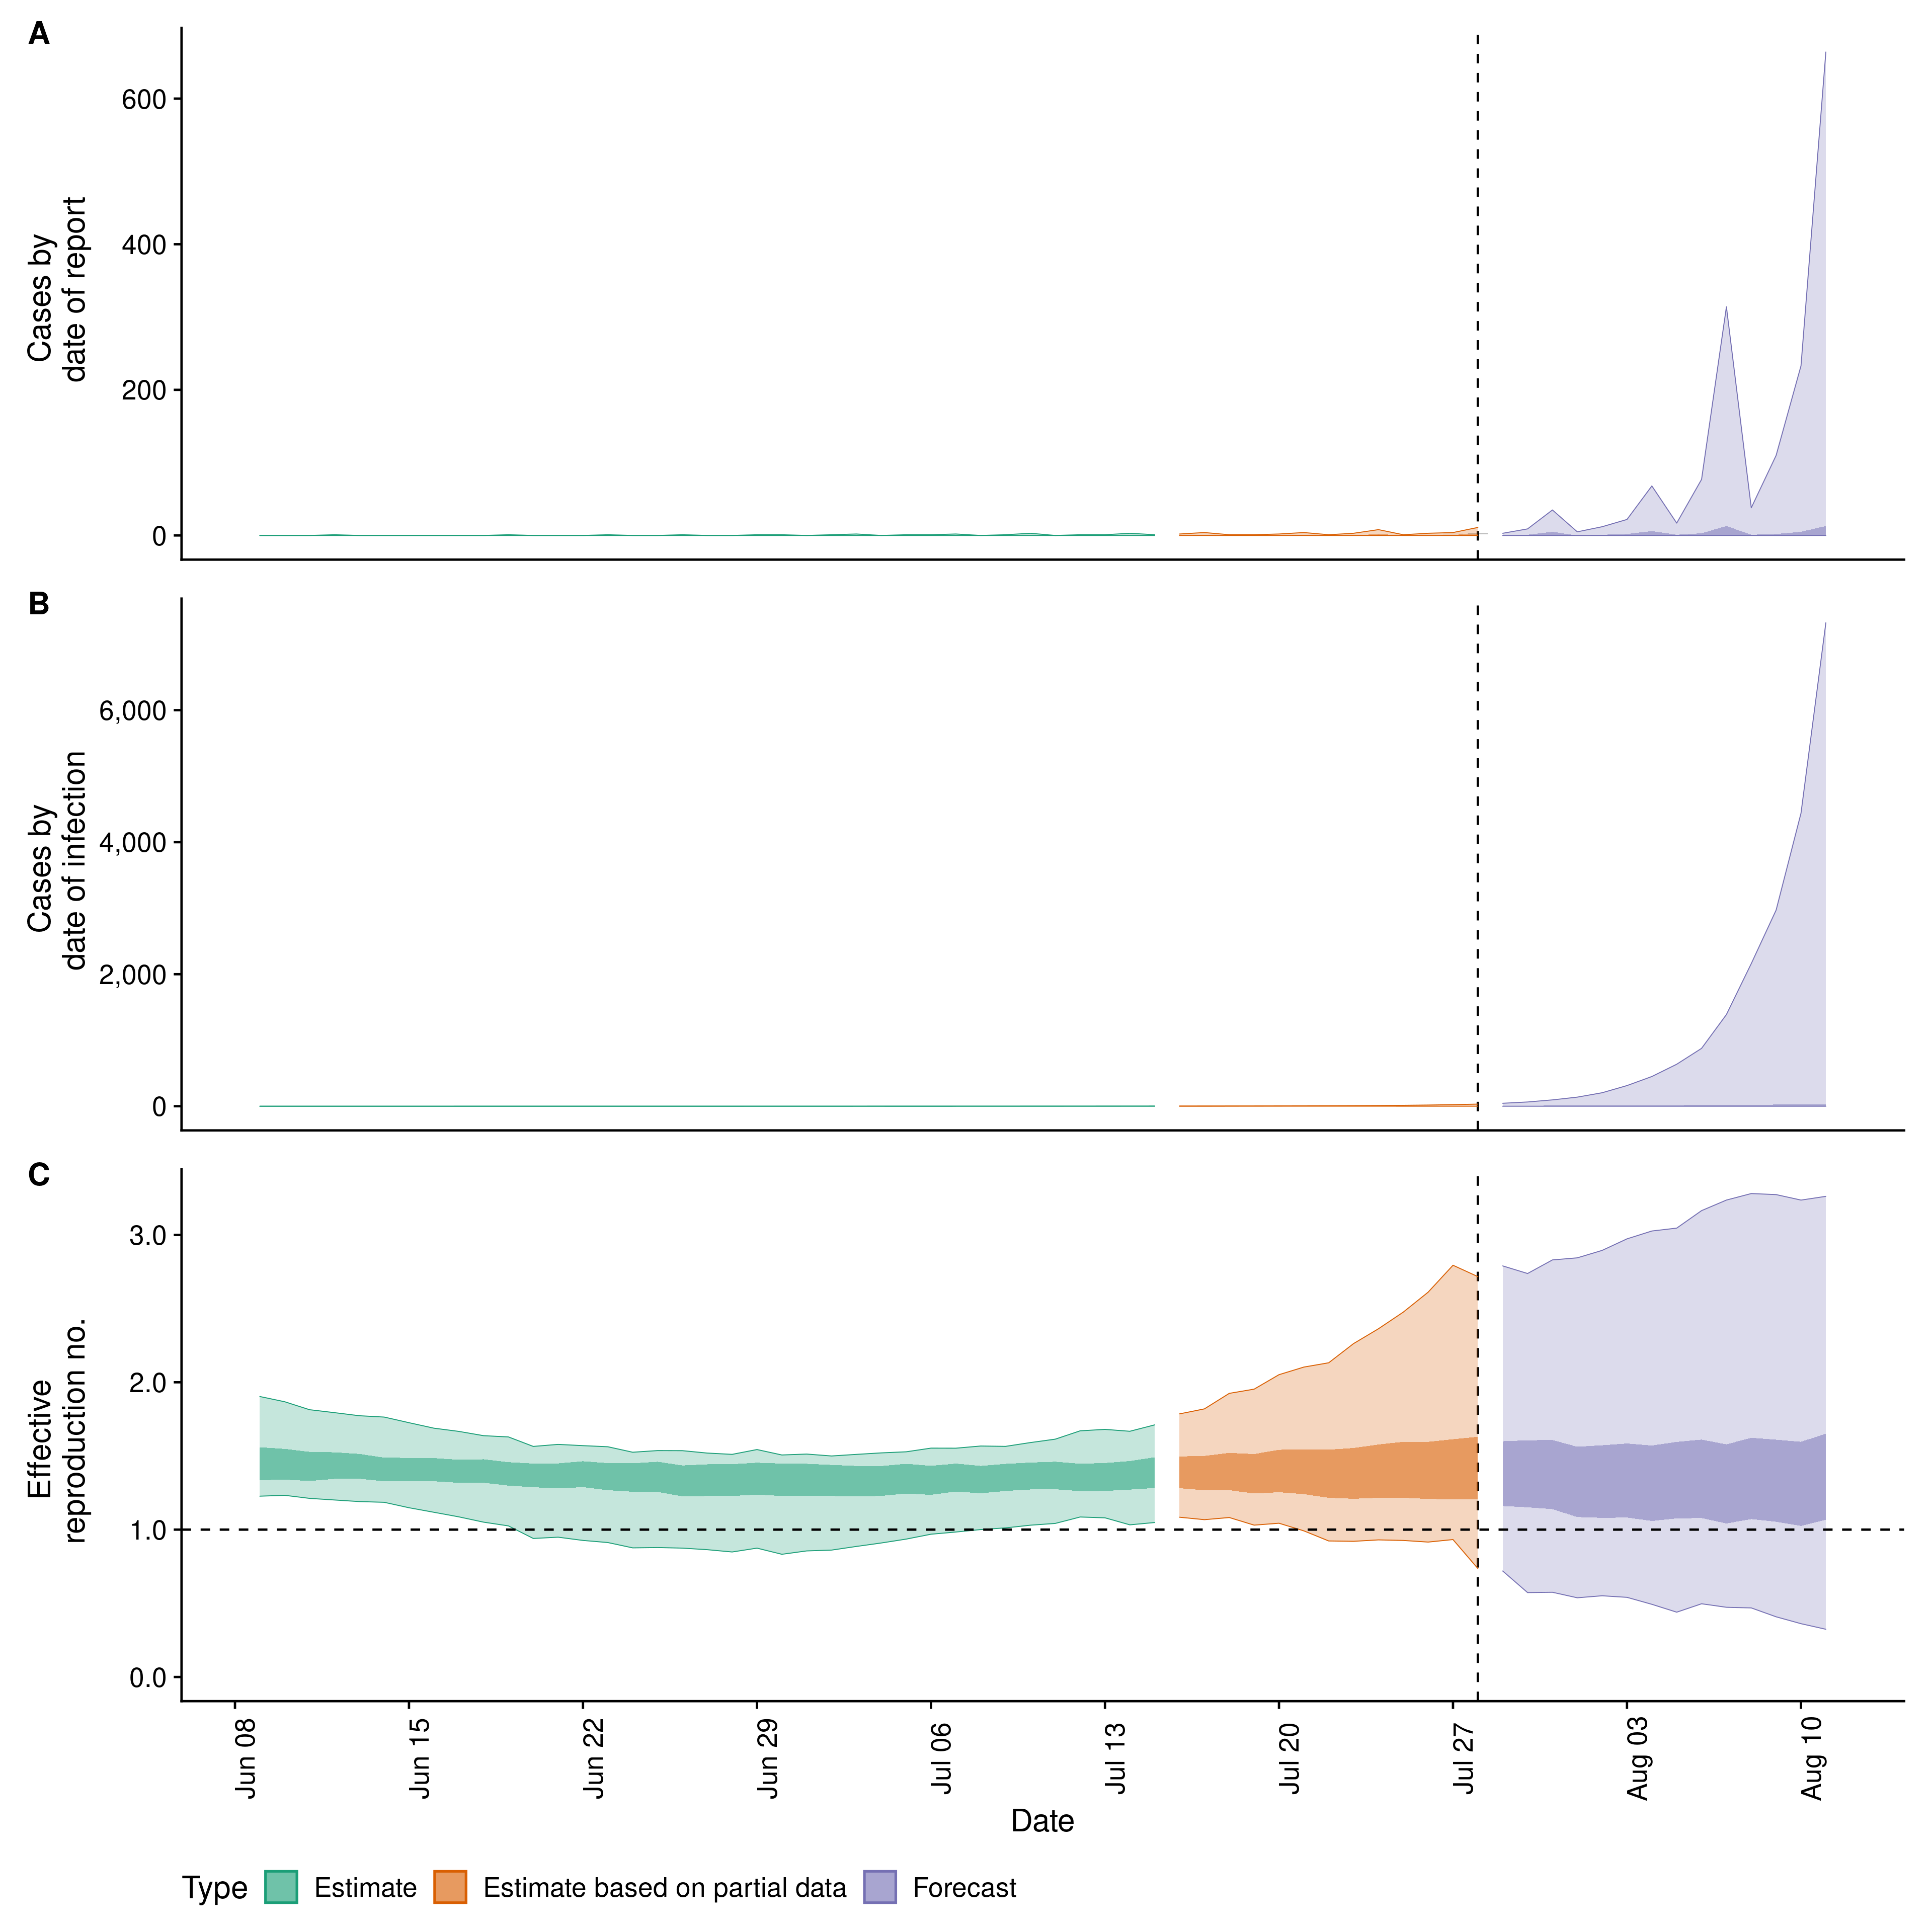 A
Cases by
date of report
600
400
200
0
B
Cases by
date of infection
6,000
4,000
2,000
0
C
Effective
reproduction no.
3.0
2.0
1.0
0.0
Jun 08
Jun 15
Jun 22
Jun 29
Jul 06
Jul 13
Jul 20
Jul 27
Aug 03
Aug 10
Date
Type Estimate Estimate based on partial data Forecast